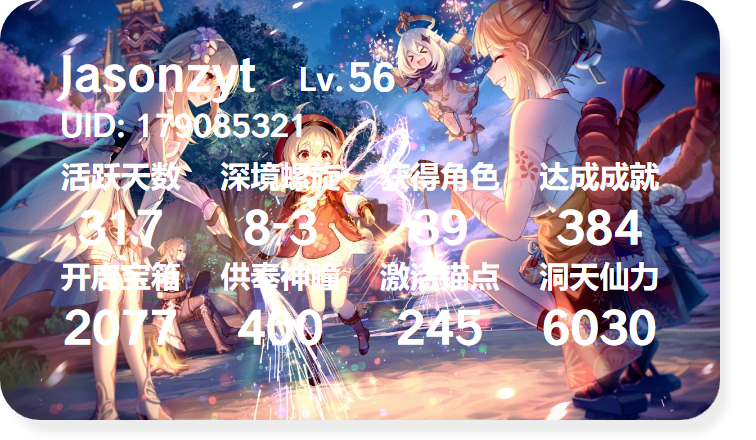 Jasonzyt Lv.56
UID: 179085321
活跃天数 深境螺旋 获得角色 达成成就
317 8-3 39 384
开启宝箱 供奉神瞳 激活锚点 洞天仙力
2077 400 245 6030